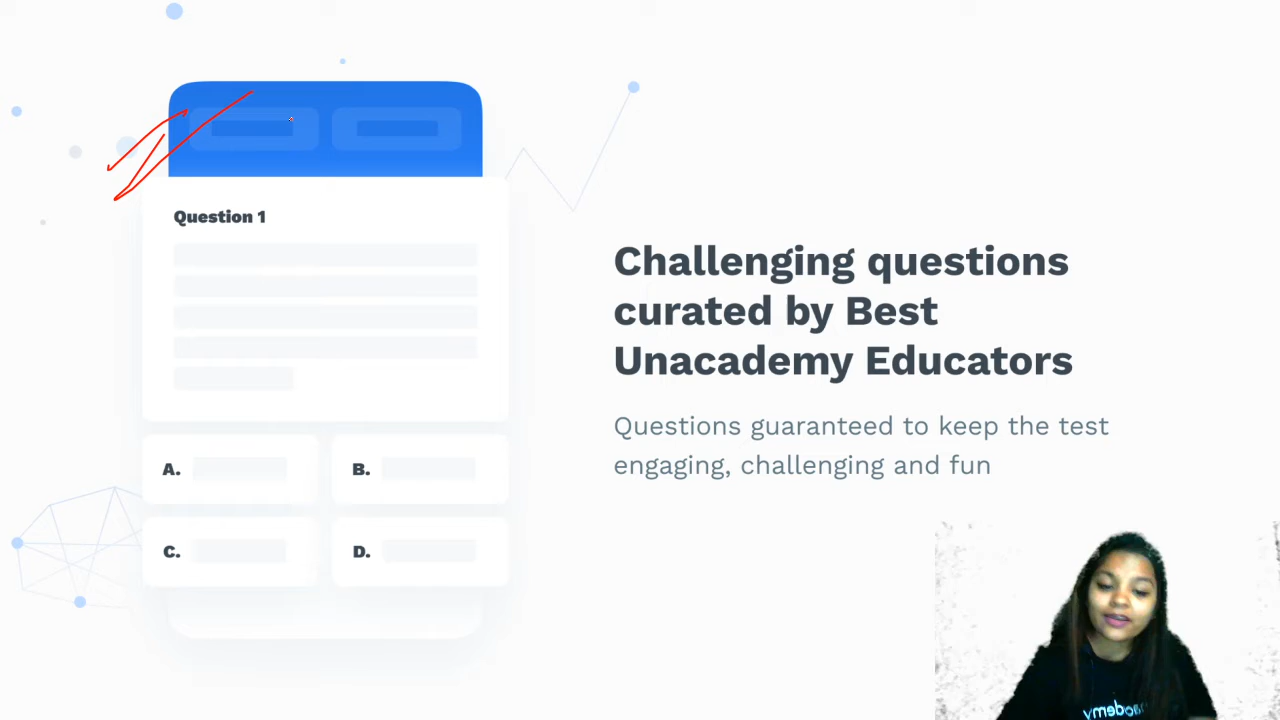 Question 1
A.
B.
C.
D.
Challenging questions
curated by Best
Unacademy Educators
Questions guaranteed to keep the test
engaging, challenging and fun